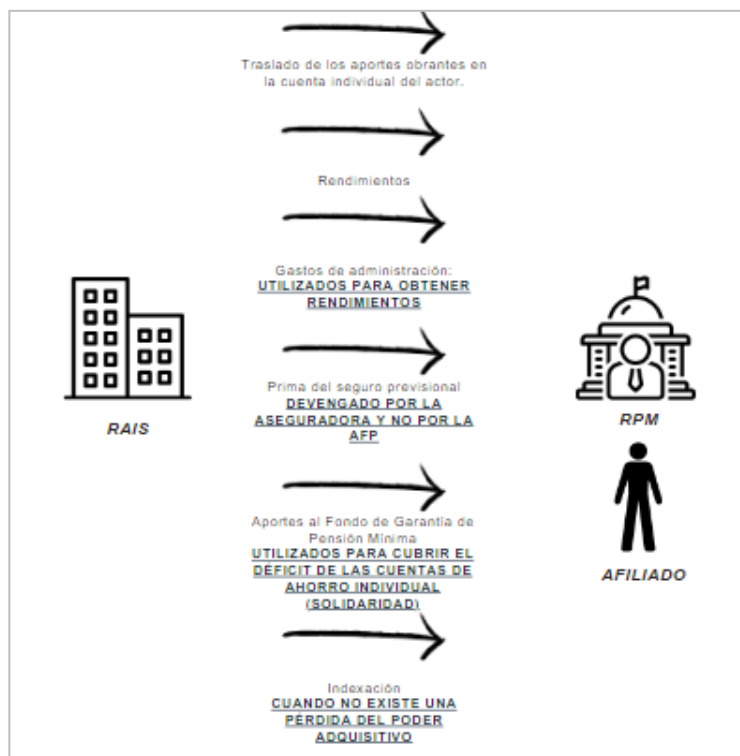 Traslado de los aportes obrantes en
la cuenta individual del actor.
Rendimientos
Gastos de administración:
UTILIZADOS PARA OBTENER
RENDIMIENTOS
Prima del seguro previsional
DEVENGADO POR LA
ASEGURADORA Y NO POR LA
AFP
RAIS
RPM
Aportes al Fondo de Garantía de
Pensión Mínima
UTILIZADOS PARA CUBRIR EL
DÉFICIT DE LAS CUENTAS DE
AHORRO INDIVIDUAL
(SOLIDARIDAD)
AFILIADO
Indexación
CUANDO NO EXISTE UNA
PÉRDIDA DEL PODER
ADQUISITIVO